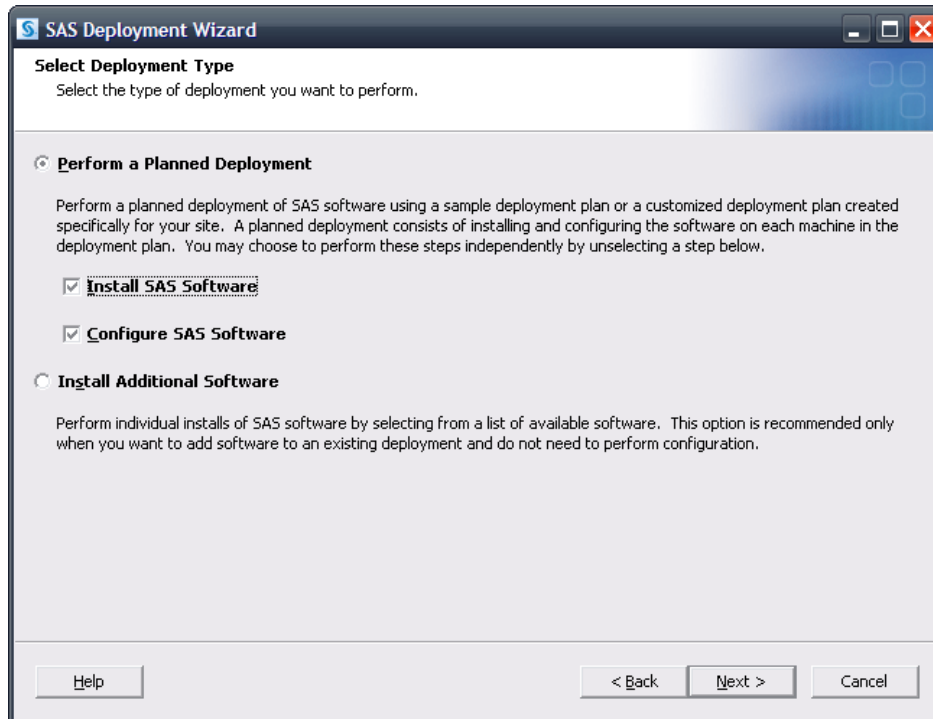 SAS Deployment Wizard
Select Deployment Type
Select the type of deployment you want to perform.
Perform a Planned Deployment
Perform a planned deployment of SAS software using a sample deployment plan or a customized deployment plan created
specifically for your site. A planned deployment consists of installing and configuring the software on each machine in the
deployment plan. You may choose to perform these steps independently by unselecting a step below.
Install SAS Software
Configure SAS Software
Install Additional Software
Perform individual installs of SAS software by selecting from a list of available software. This option is recommended only
when you want to add software to an existing deployment and do not need to perform configuration.
Help
< Back
Next >
Cancel